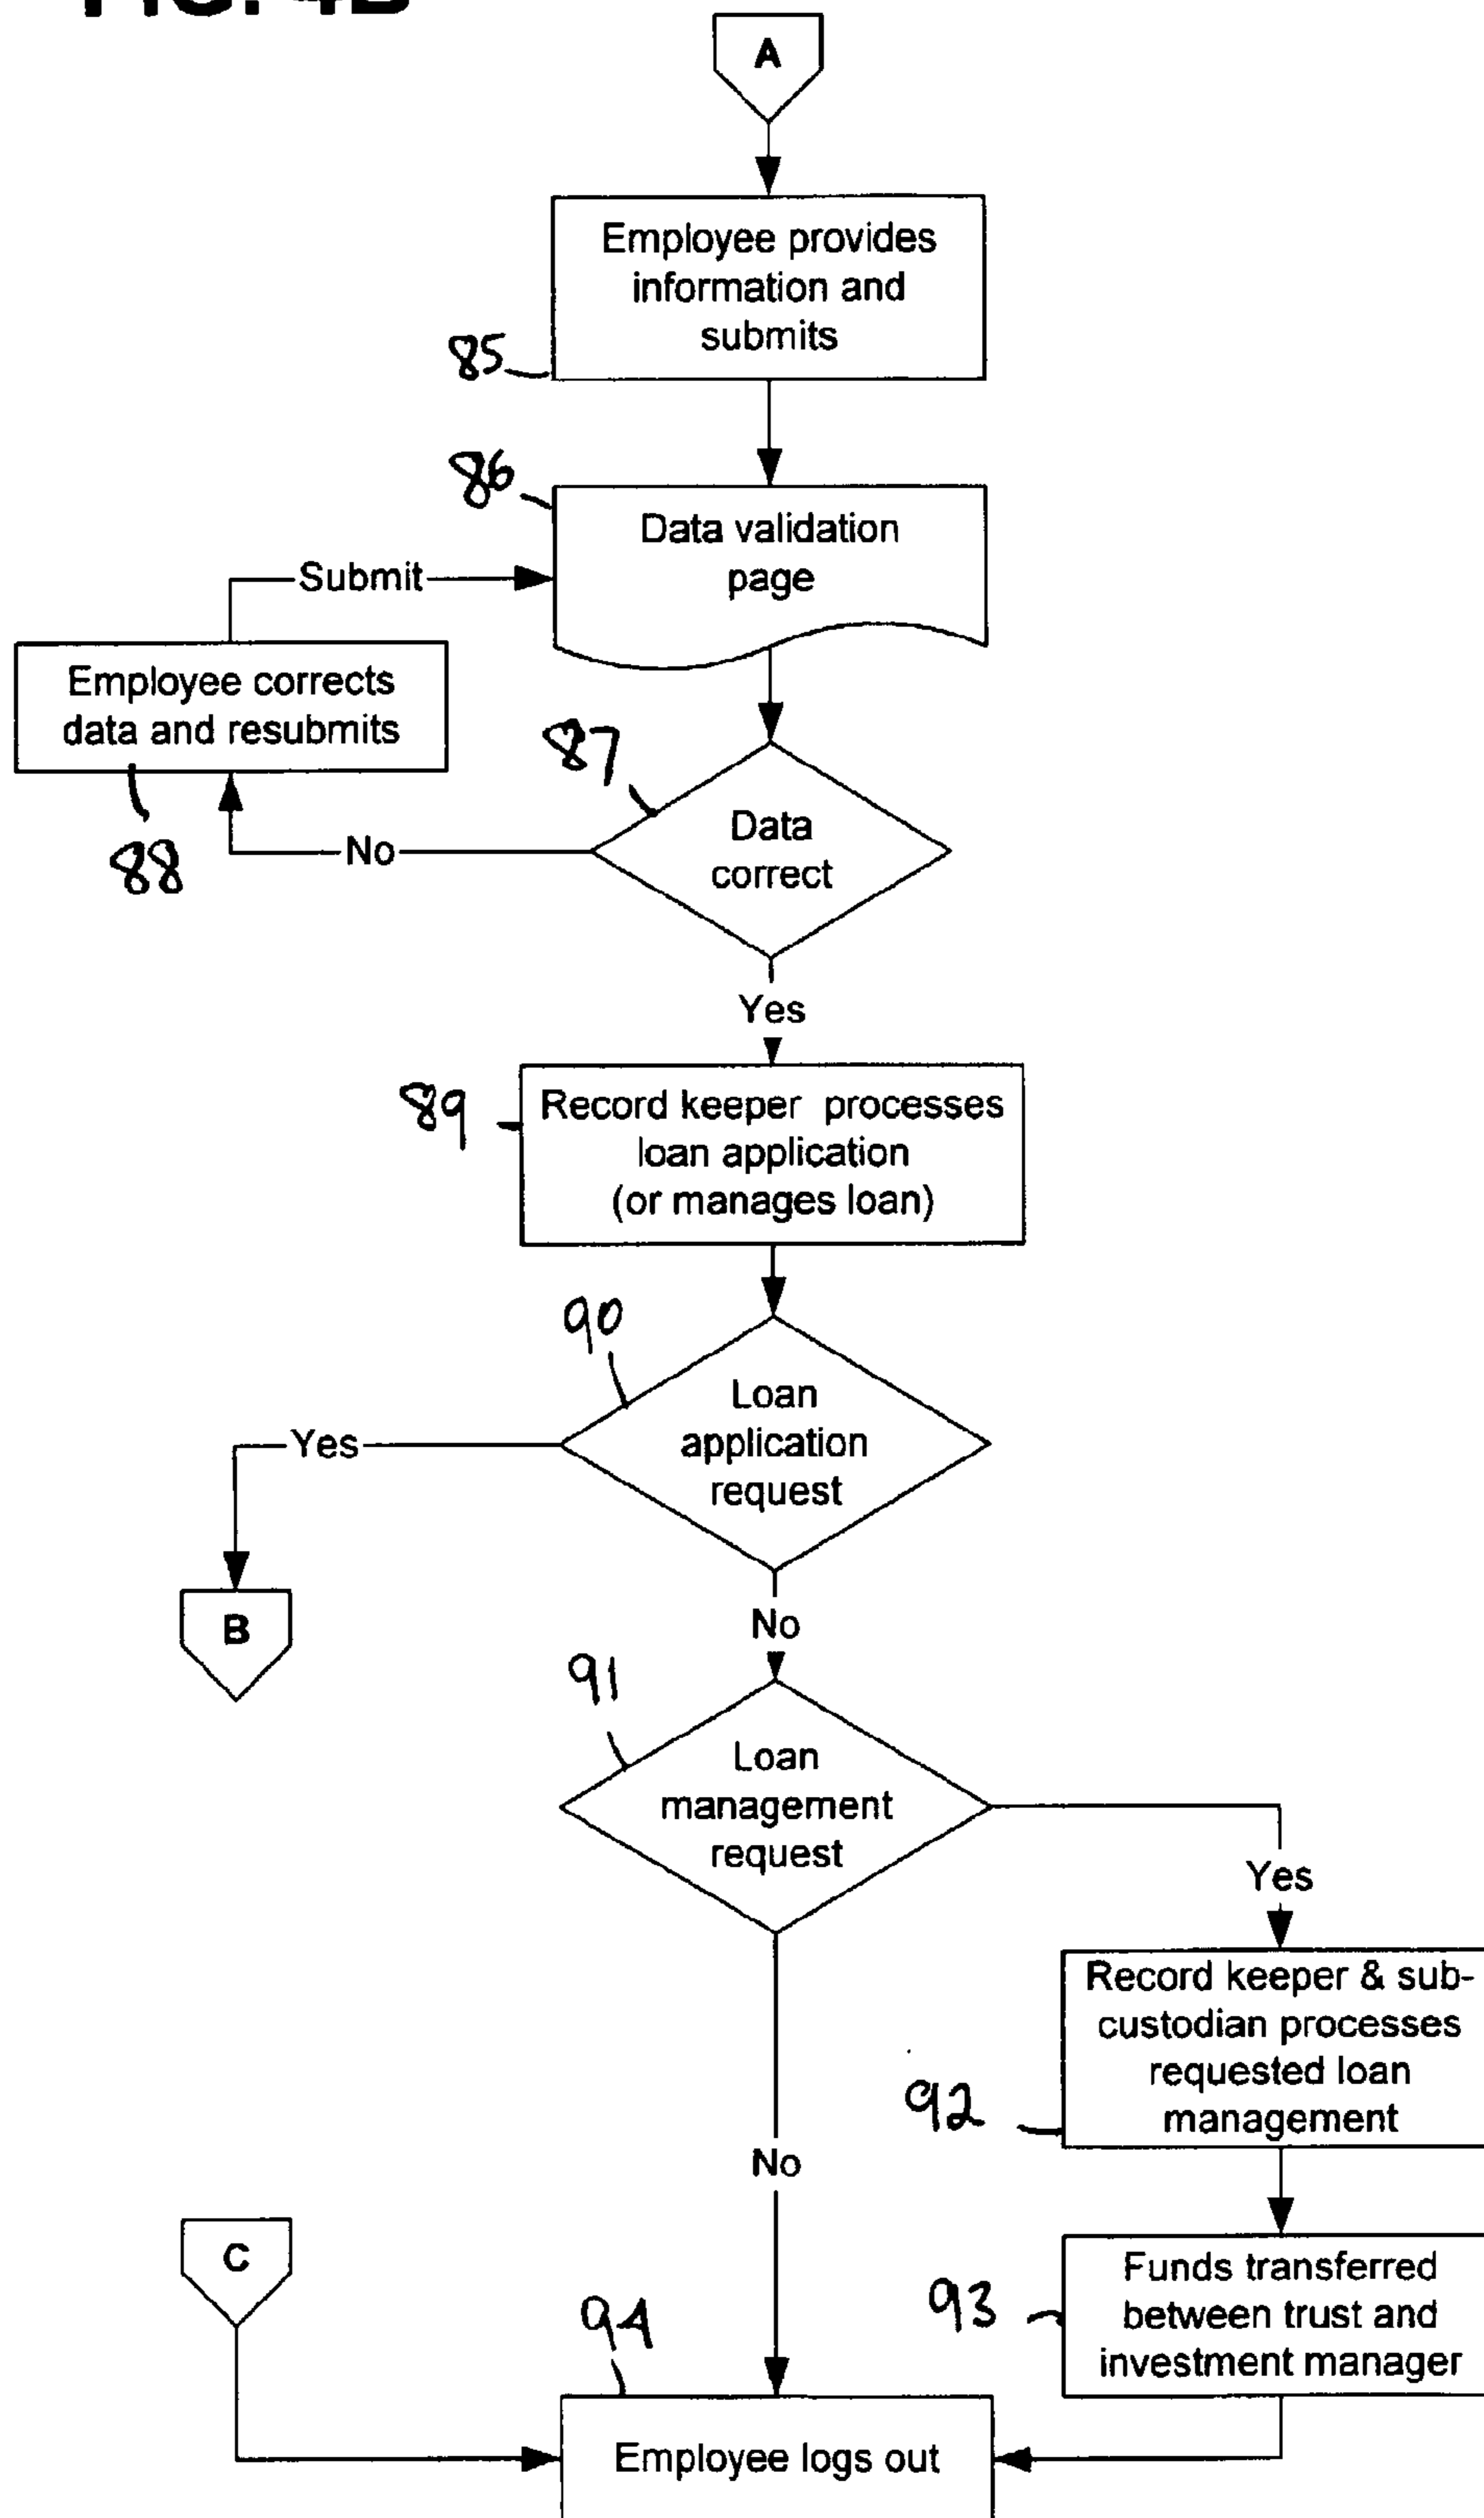 FIG. 4B
A
Employee provides
information and
submits
85
86
Data validation
page
Submit
Employee corrects
data and resubmits
88
87
Data
correct
No
Yes
89
Record keeper processes
loan application
(or manages loan)
90
Loan
application
request
Yes
B
No
91
Loan
management
request
Yes
Record keeper & sub-
custodian processes
requested loan
management
92
No
C
Funds transferred
between trust and
investment manager
93
94
Employee logs out